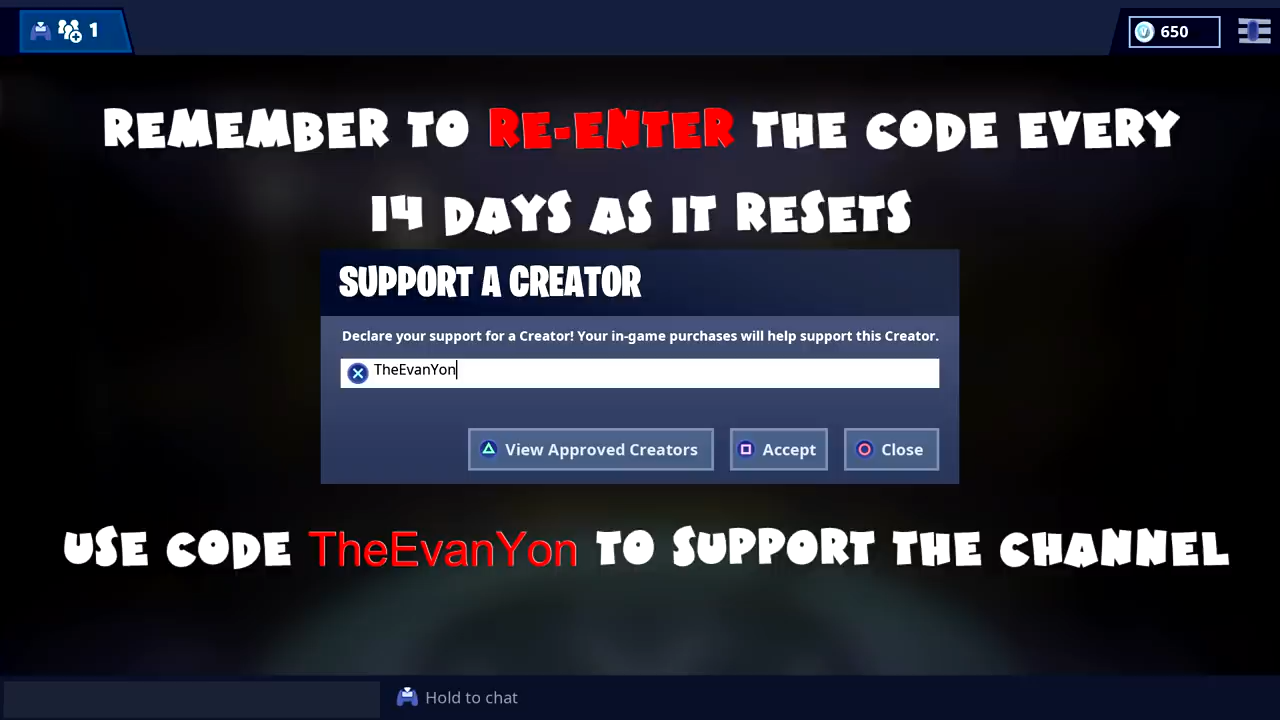 1
650
REMEMBER TO RE-ENTER THE CODE EVERY
14 DAYS AS IT RESETS
SUPPORT A CREATOR
Declare your support for a Creator! Your in-game purchases will help support this Creator.
TheEvanYon
View Approved Creators
Accept
Close
USE CODE TheEvanYon TO SUPPORT THE CHANNEL
Hold to chat